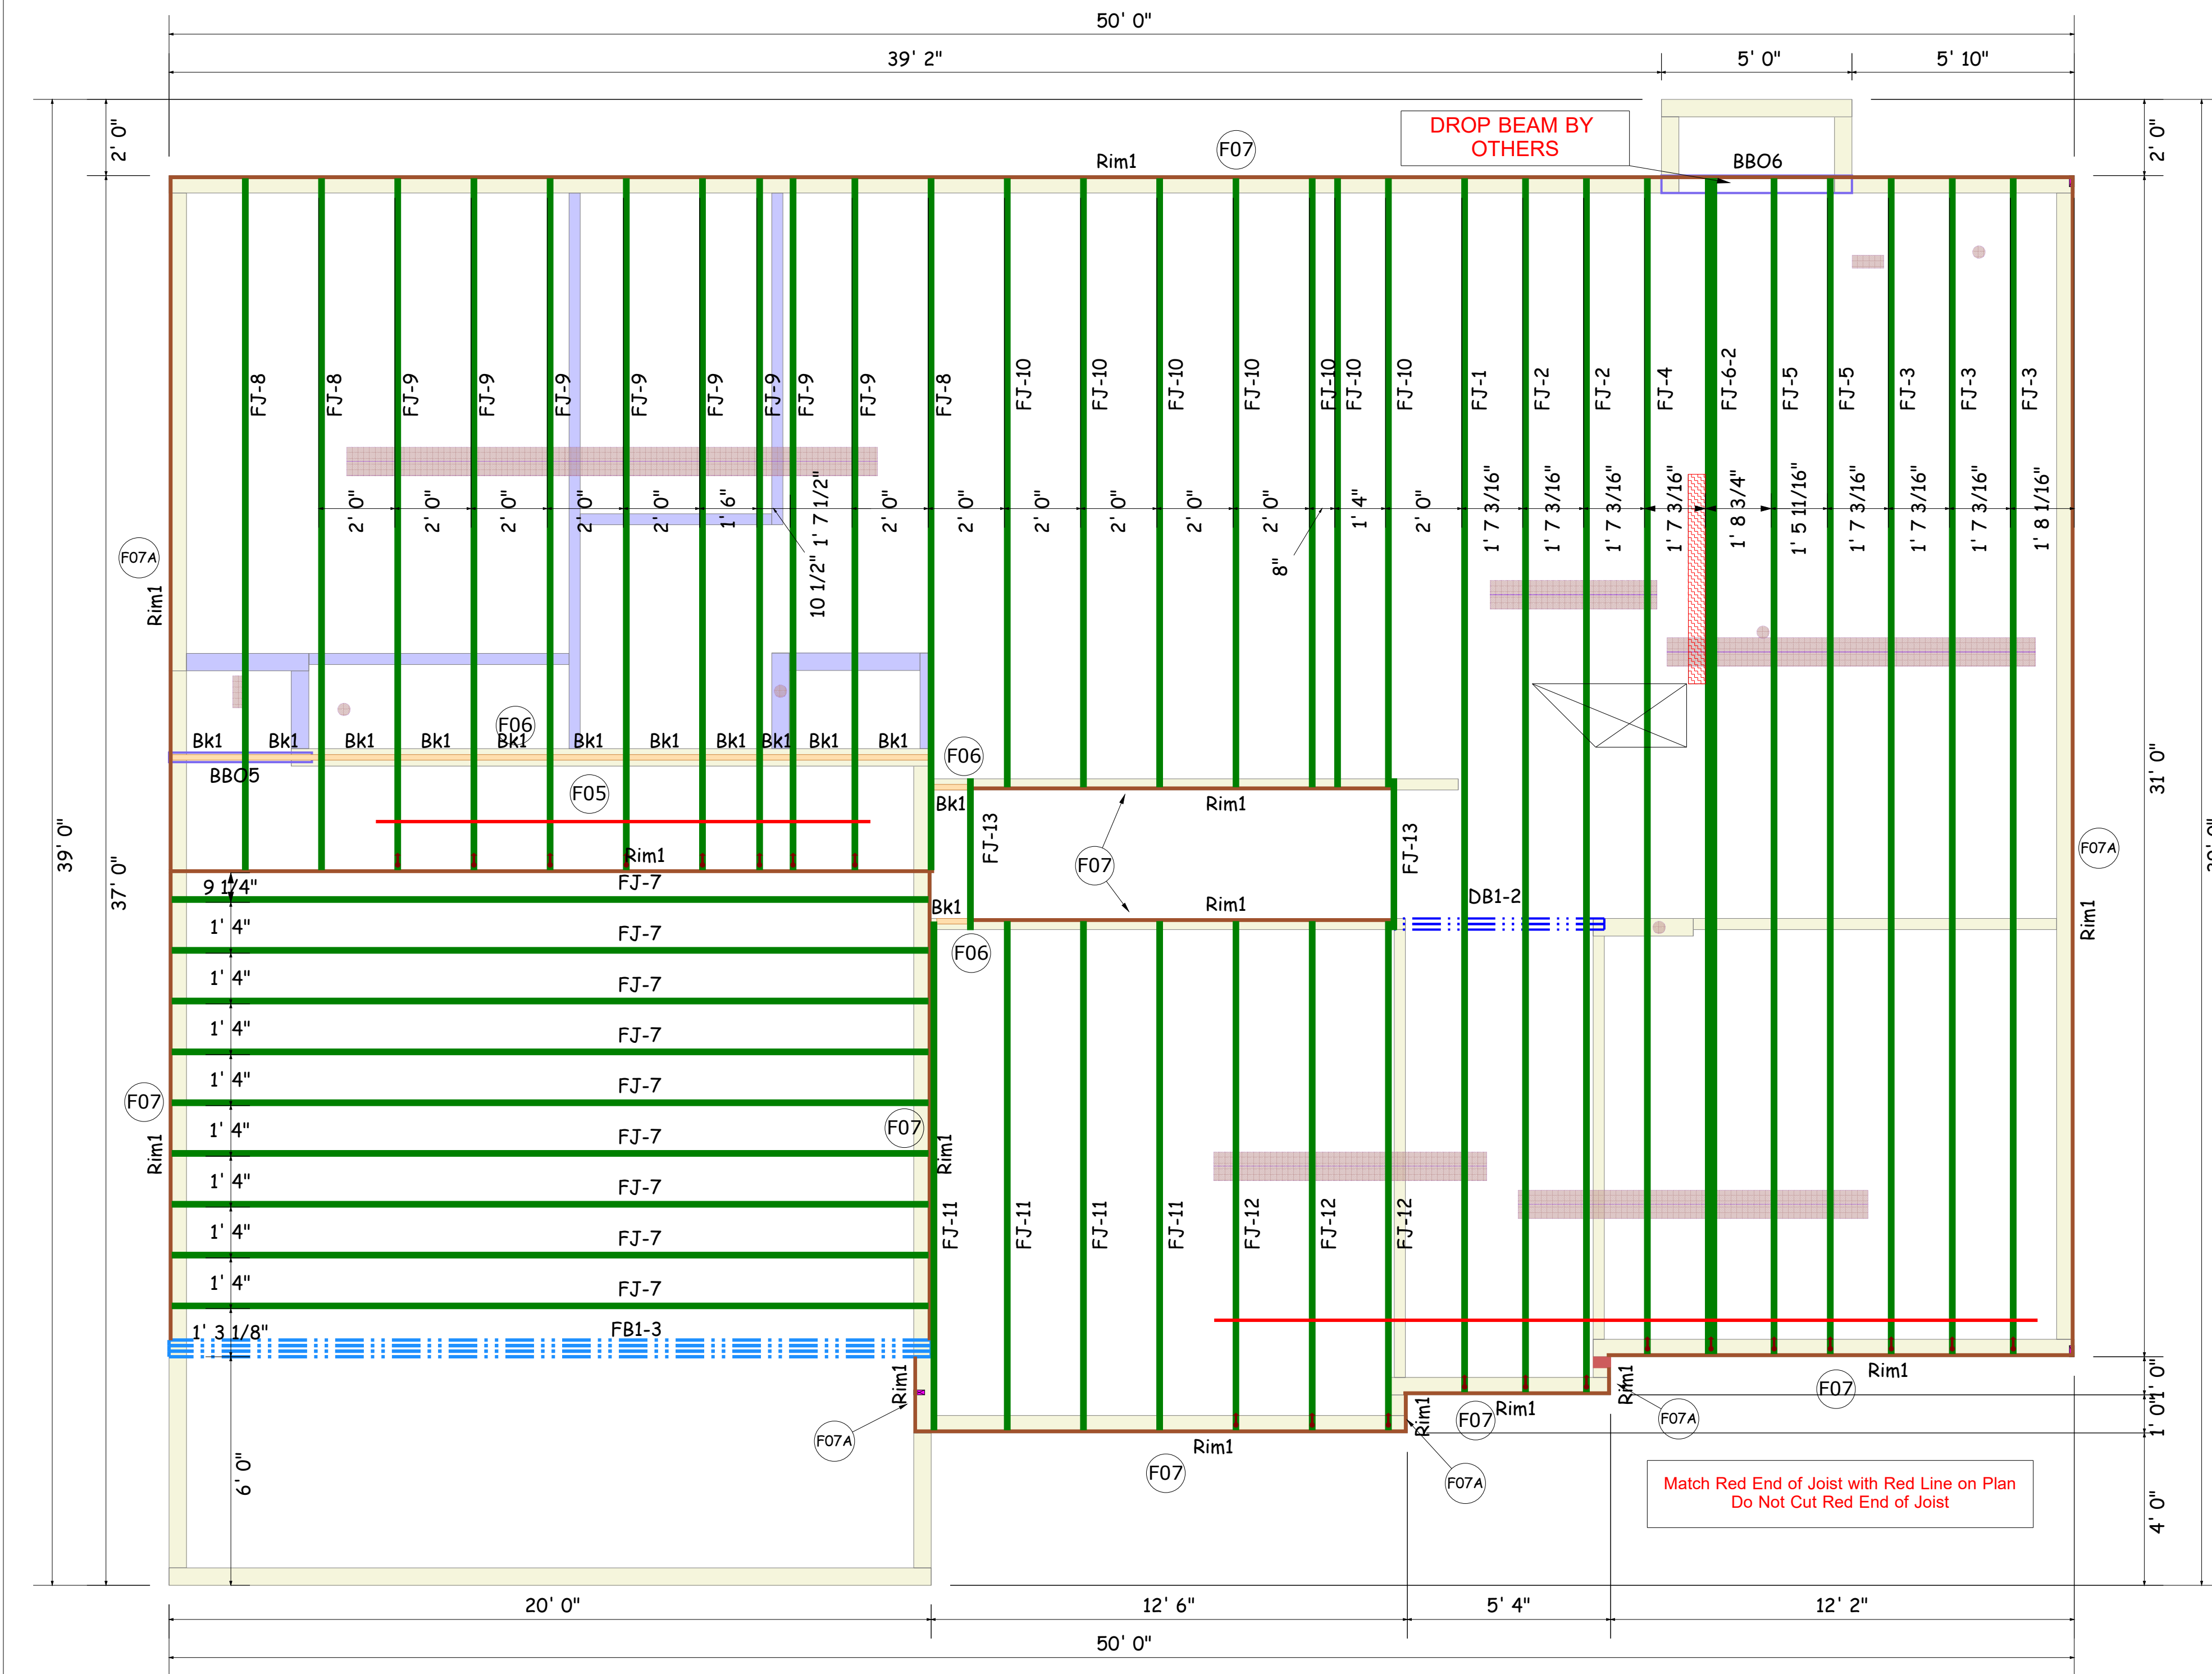 50' 0"
39' 2"
5' 0"
5' 10"
2' 0"
DROP BEAM BY
OTHERS
2' 0"
Rim1
F07
BBO6
FJ-8
FJ-8
FJ-9
FJ-9
FJ-9
FJ-9
FJ-9
FJ-9
FJ-9
FJ-9
FJ-8
FJ-10
FJ-10
FJ-10
FJ-10
FJ-10
FJ-10
FJ-10
FJ-1
FJ-2
FJ-2
FJ-4
FJ-6-2
FJ-5
FJ-5
FJ-3
FJ-3
FJ-3
2' 0"
2' 0"
2' 0"
2' 0"
2' 0"
1' 6"
10 1/2"
1' 7 1/2"
2' 0"
2' 0"
2' 0"
2' 0"
2' 0"
2' 0"
8"
1' 4"
2' 0"
1' 7 3/16"
1' 7 3/16"
1' 7 3/16"
1' 7 3/16"
1' 8 3/4"
1' 5 11/16"
1' 7 3/16"
1' 7 3/16"
1' 7 3/16"
1' 8 1/16"
F07A
Rim1
F06
Bk1
Bk1
Bk1
Bk1
Bk1
Bk1
Bk1
Bk1
Bk1
Bk1
Bk1
BBO5
F05
F06
Bk1
Rim1
31' 0"
39' 0"
37' 0"
FJ-13
F07
FJ-13
F07A
Rim1
Rim1
9 1/4"
FJ-7
Bk1
Rim1
DB1-2
F06
1' 4"
FJ-7
1' 4"
FJ-7
1' 4"
FJ-7
1' 4"
FJ-7
F07
F07
1' 4"
FJ-7
Rim1
Rim1
1' 4"
FJ-7
1' 4"
FJ-7
1' 4"
FJ-7
FJ-11
FJ-11
FJ-11
FJ-11
FJ-12
FJ-12
FJ-12
1' 3 1/8"
FB1-3
Rim1
F07A
Rim1
F07
Rim1
F07
Rim1
F07A
Rim1
F07
Rim1
F07A
1' 0"
1' 0"
6' 0"
4' 0"
Match Red End of Joist with Red Line on Plan
Do Not Cut Red End of Joist
20' 0"
12' 6"
5' 4"
12' 2"
50' 0"